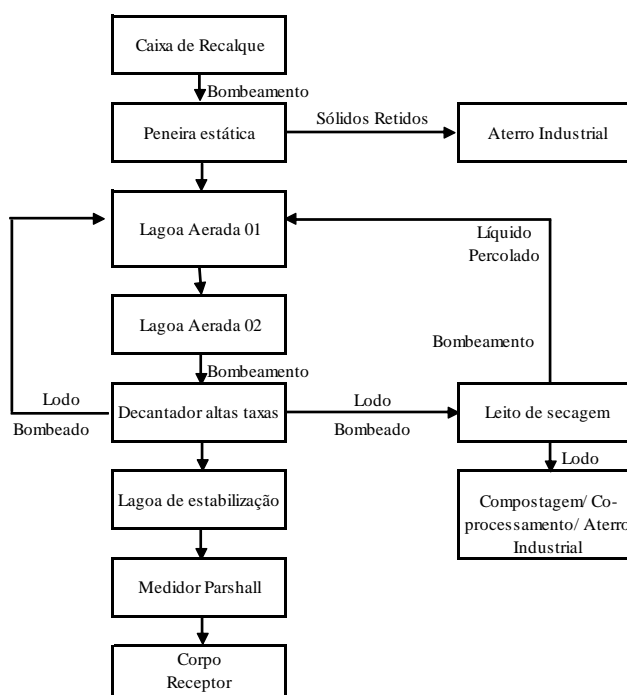 Caixa de Recalque
Bombeamento
Peneira estática
Sólidos Retidos
Aterro Industrial
Lagoa Aerada 01
Líquido
Percolado
Lagoa Aerada 02
Bombeamento
Bombeamento
Lodo
Bombeado
Decantador altas taxas
Lodo
Bombeado
Leito de secagem
Lodo
Lagoa de estabilização
Compostagem/ Co-
processamento/ Aterro
Industrial
Medidor Parshall
Corpo
Receptor